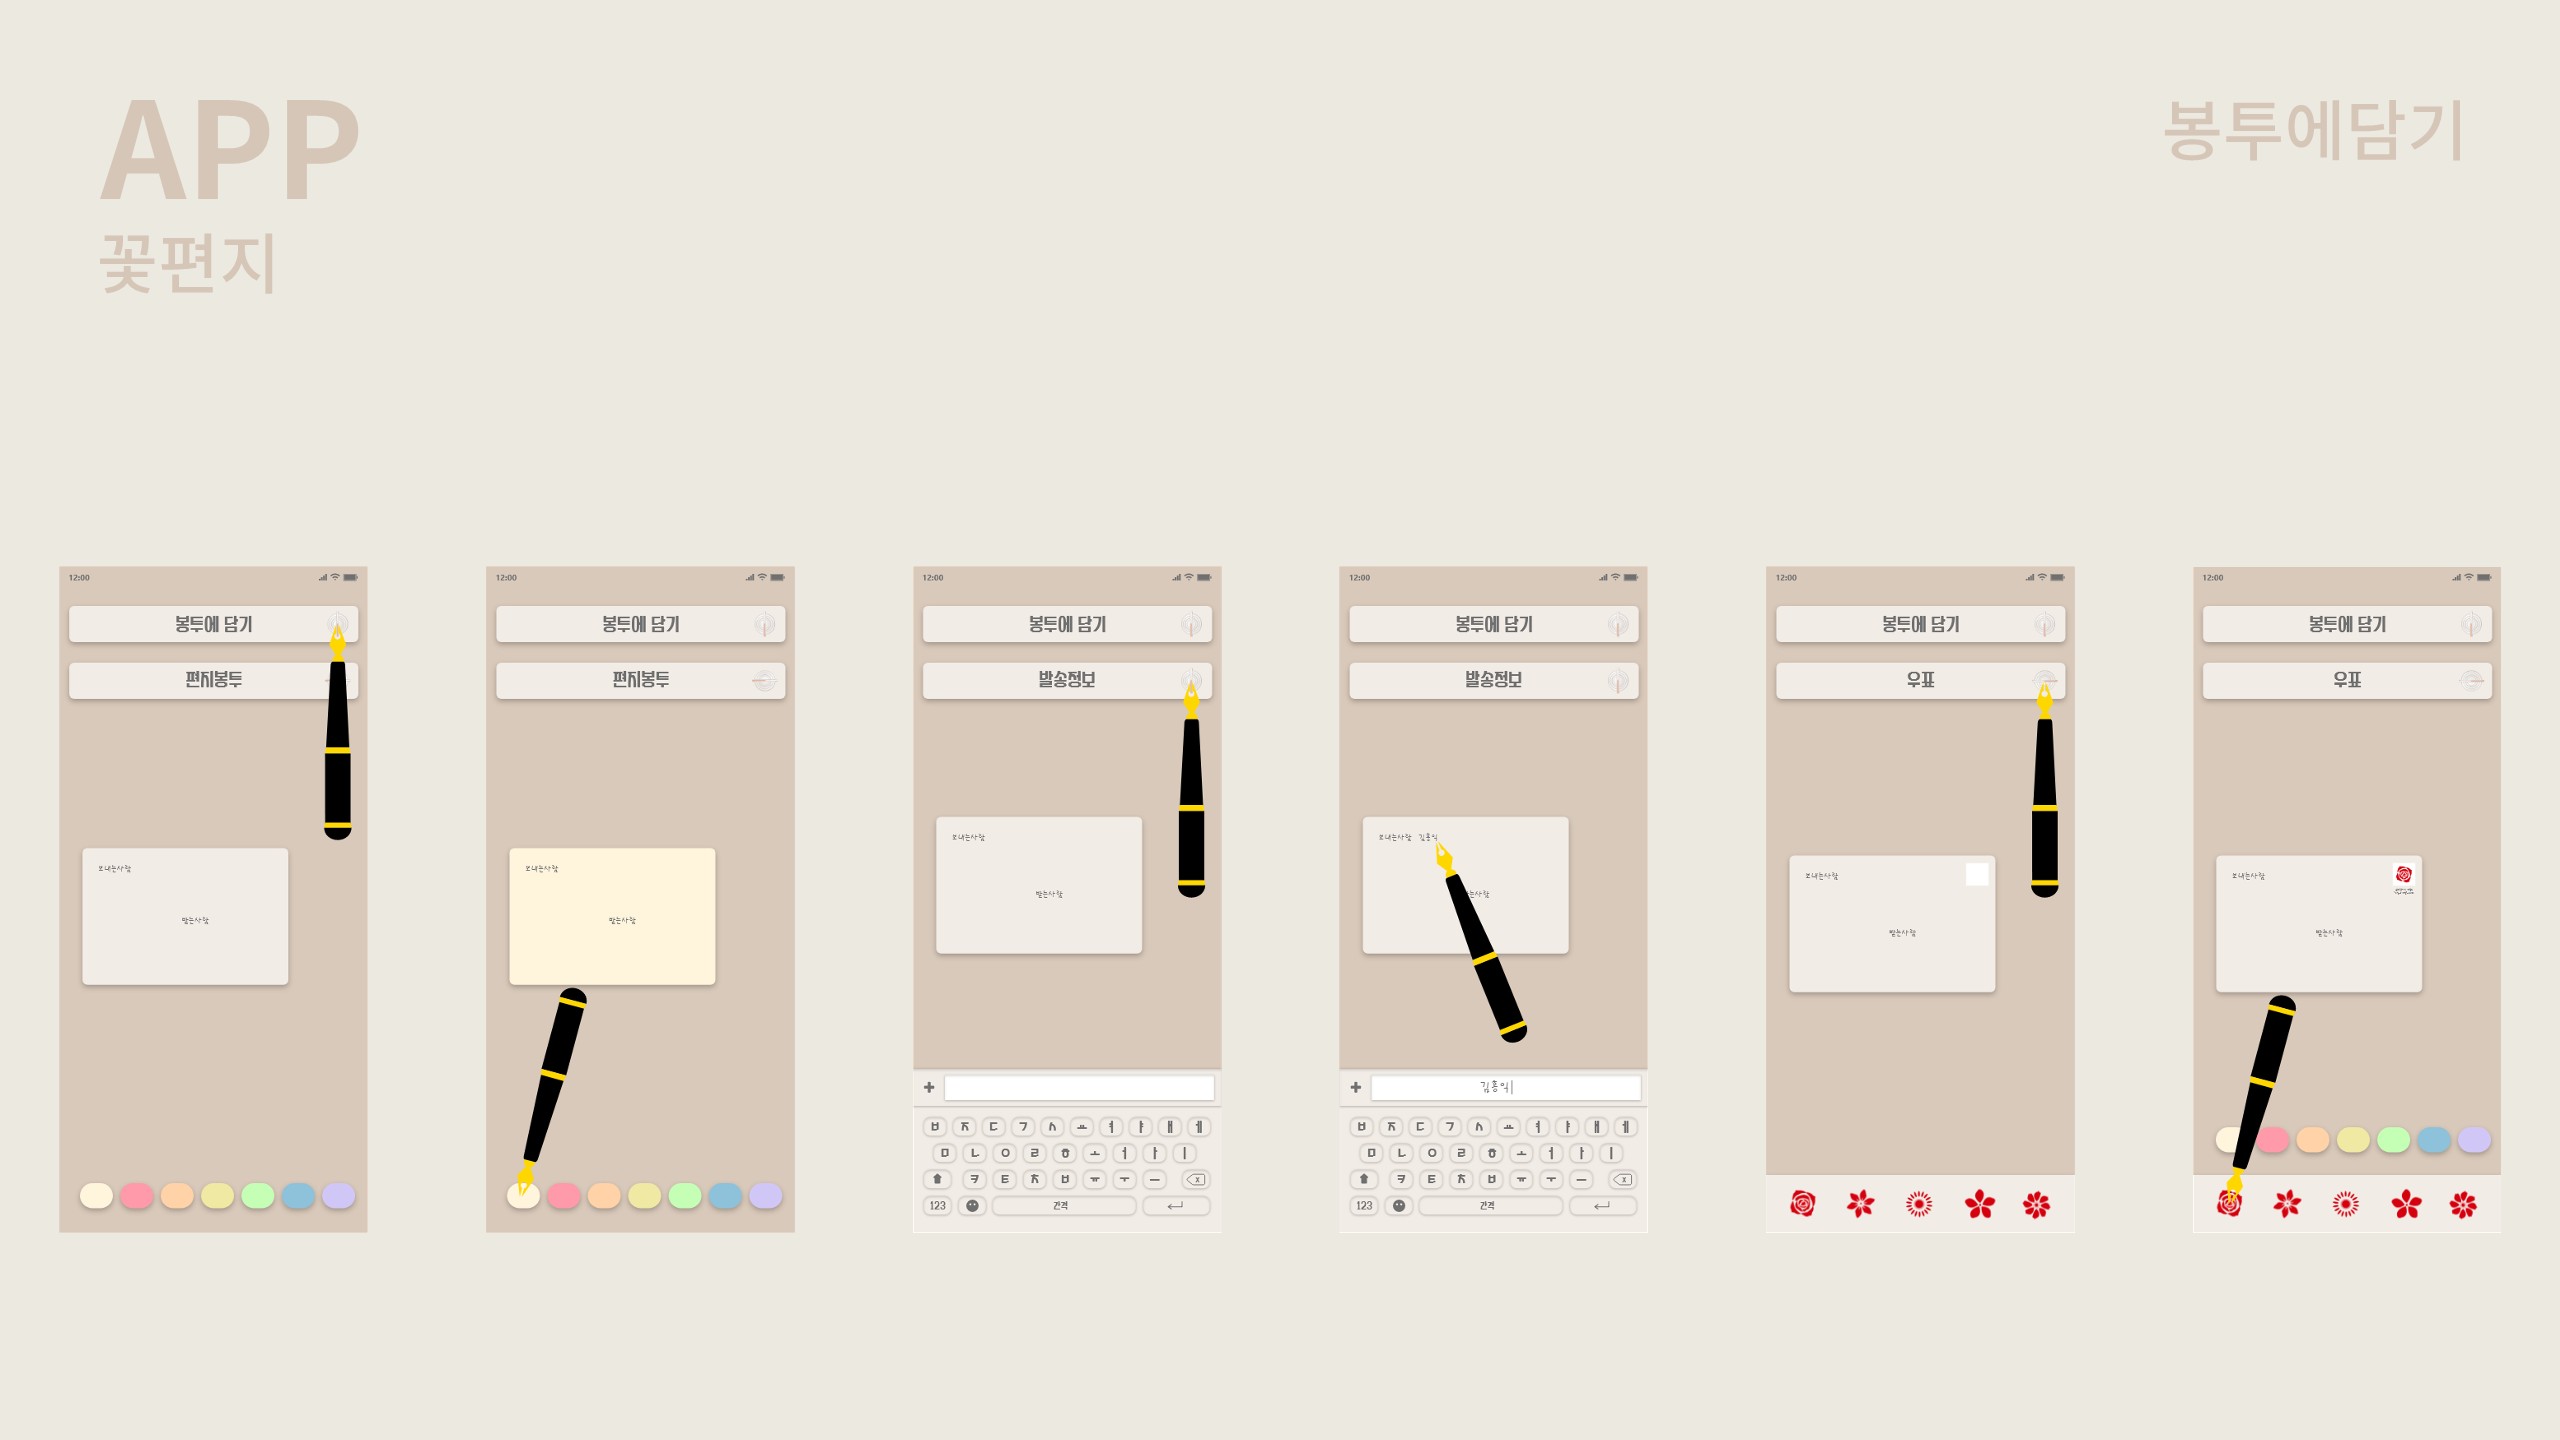 APP
꽃편지
봉투에담기
12:00
봉투에 담기
편지봉투
보내는사람
받는사람
12:00
봉투에 담기
편지봉투
보내는사람
받는사람
12:00
봉투에 담기
발송정보
보내는사람
받는사람
ㅂ ㅈ ㄷ ㄱ ㅅ ㅛ ㅕ ㅑ ㅐ ㅔ
ㅁ ㄴ ㅇ ㄹ ㅎ ㅗ ㅓ ㅏ ㅣ
ㅋ ㅌ ㅊ ㅂ ㅠ ㅜ ㅡ
123 간격
12:00
봉투에 담기
발송정보
보내는사람 김홍익
받는사람
김홍익
ㅂ ㅈ ㄷ ㄱ ㅅ ㅛ ㅕ ㅑ ㅐ ㅔ
ㅁ ㄴ ㅇ ㄹ ㅎ ㅗ ㅓ ㅏ ㅣ
ㅋ ㅌ ㅊ ㅂ ㅠ ㅜ ㅡ
123 간격
12:00
봉투에 담기
우표
보내는사람
받는사람
12:00
봉투에 담기
우표
보내는사람
받는사람